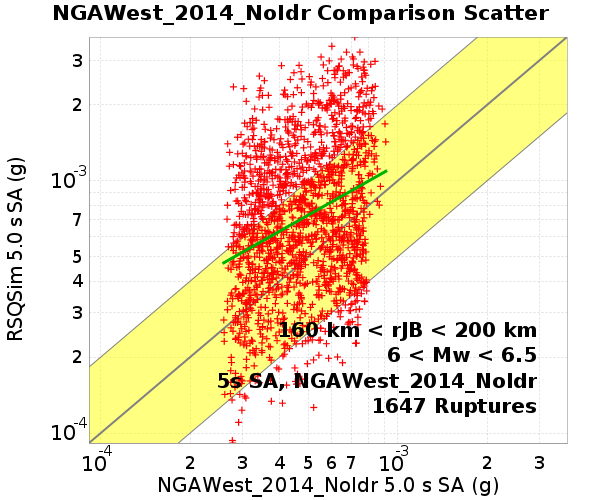 NGAWest_2014_NoIdr Comparison Scatter
RSQSim 5.0 s SA (g)
3
2
10-3
7
5
4
3
2
10-4
160 km < rJB < 200 km
6 < Mw < 6.5
5s SA, NGAWest_2014_NoIdr
1647 Ruptures
10-4 2 3 4 5 6 7 10-3 2 3
NGAWest_2014_NoIdr 5.0 s SA (g)